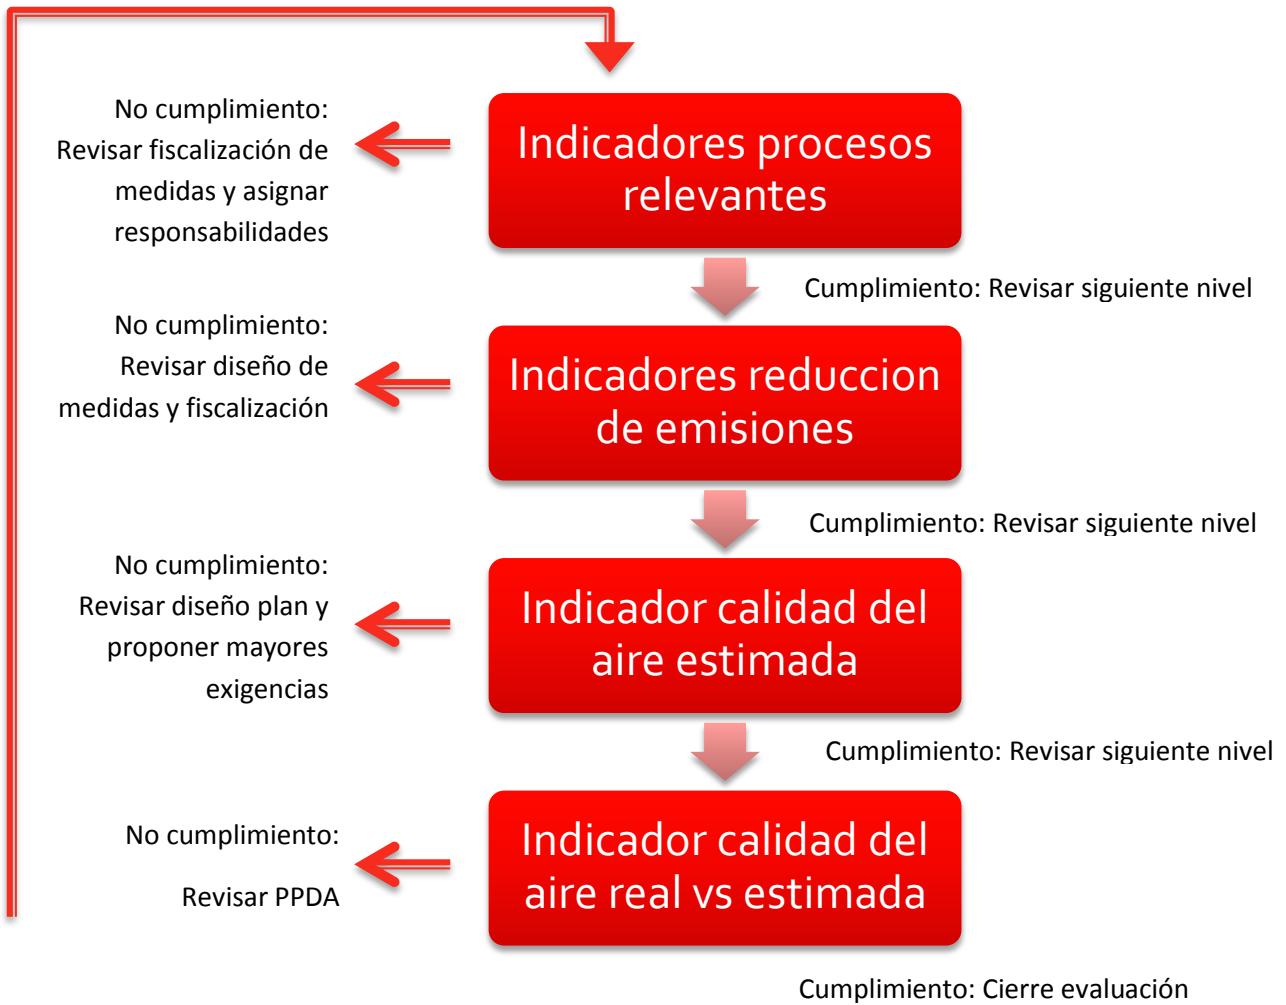 No cumplimiento:
Revisar fiscalización de
medidas y asignar
responsabilidades
Indicadores procesos
relevantes
Cumplimiento: Revisar siguiente nivel
No cumplimiento:
Revisar diseño de
medidas y fiscalización
Indicadores reduccion
de emisiones
Cumplimiento: Revisar siguiente nivel
No cumplimiento:
Revisar diseño plan y
proponer mayores
exigencias
Indicador calidad del
aire estimada
Cumplimiento: Revisar siguiente nivel
No cumplimiento:
Revisar PPDA
Indicador calidad del
aire real vs estimada
Cumplimiento: Cierre evaluación